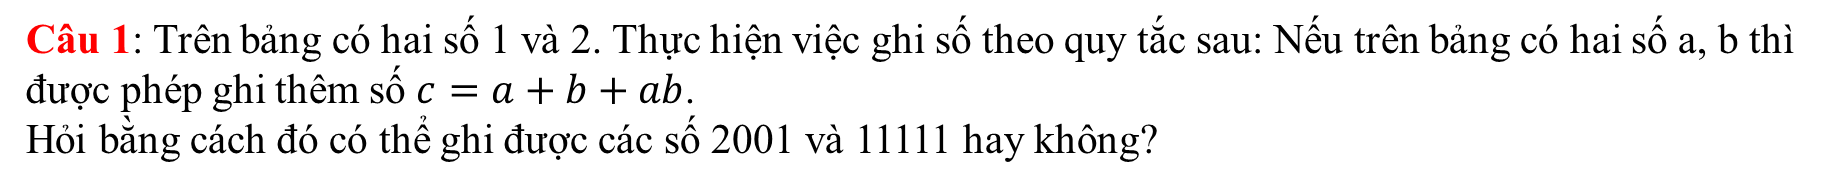 Câu 1: Trên bảng có hai số 1 và 2. Thực hiện việc ghi số theo quy tắc sau: Nếu trên bảng có hai số a, b thì
được phép ghi thêm số c = a + b + ab.
Hỏi bằng cách đó có thể ghi được các số 2001 và 11111 hay không?